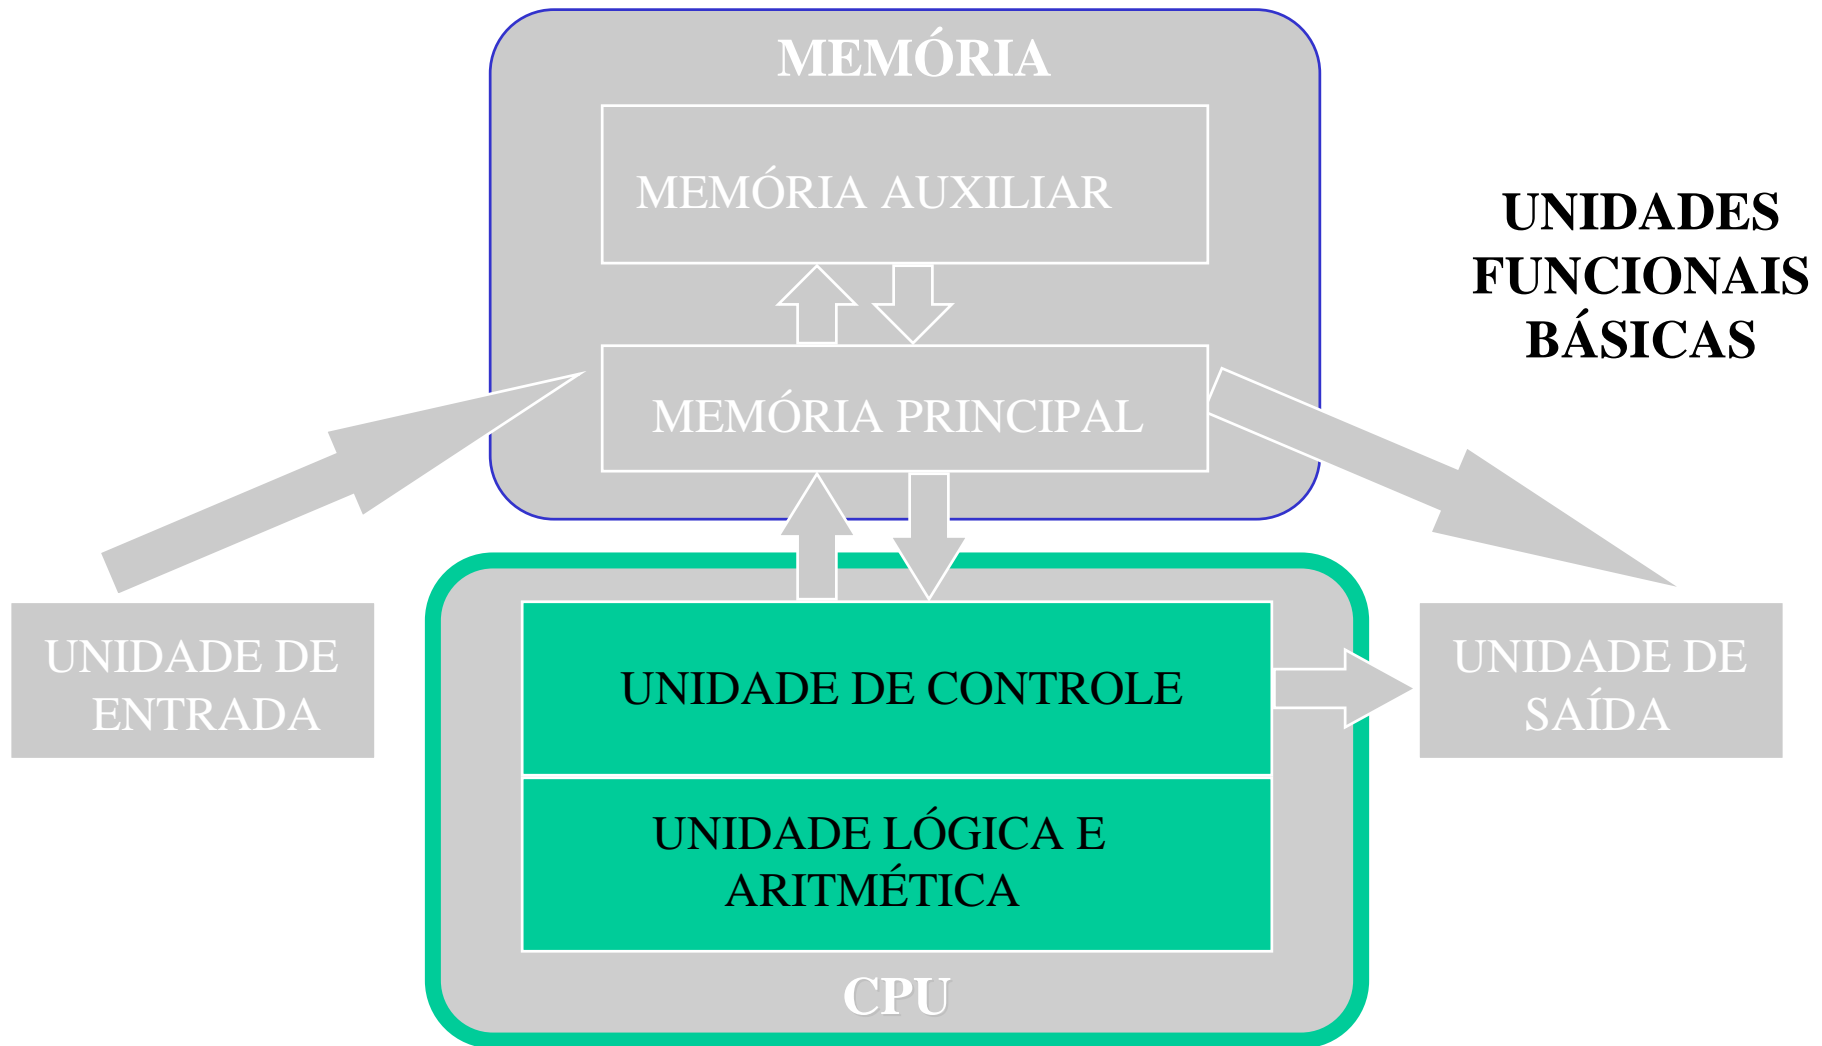 MEMÓRIA
MEMÓRIA AUXILIAR
UNIDADES
FUNCIONAIS
BÁSICAS
MEMÓRIA PRINCIPAL
UNIDADE DE
ENTRADA
UNIDADE DE CONTROLE
UNIDADE DE
SAÍDA
UNIDADE LÓGICA E
ARITMÉTICA
CPU